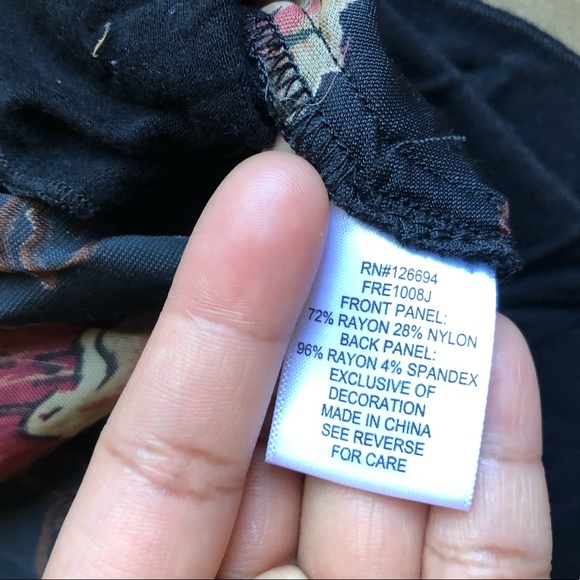 RN#126694
FRE1008J
FRONT PANEL:
72% RAYON 28% NYLON
BACK PANEL:
96% RAYON 4% SPANDEX
EXCLUSIVE OF
DECORATION
MADE IN CHINA
SEE REVERSE
FOR CARE